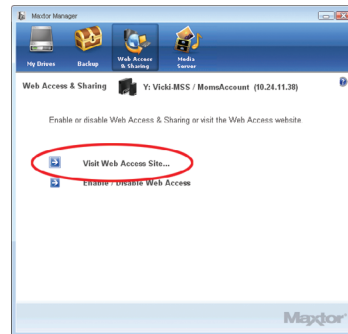 Maxtor Manager
My Drives
Backup
Web Access & Sharing
Media Server
Web Access & Sharing
Y: Vicki-MSS / MomsAccount (10.24.11.38)
Enable or disable Web Access & Sharing or visit the Web Access website.
Visit Web Access Site...
Enable / Disable Web Access
Maxtor